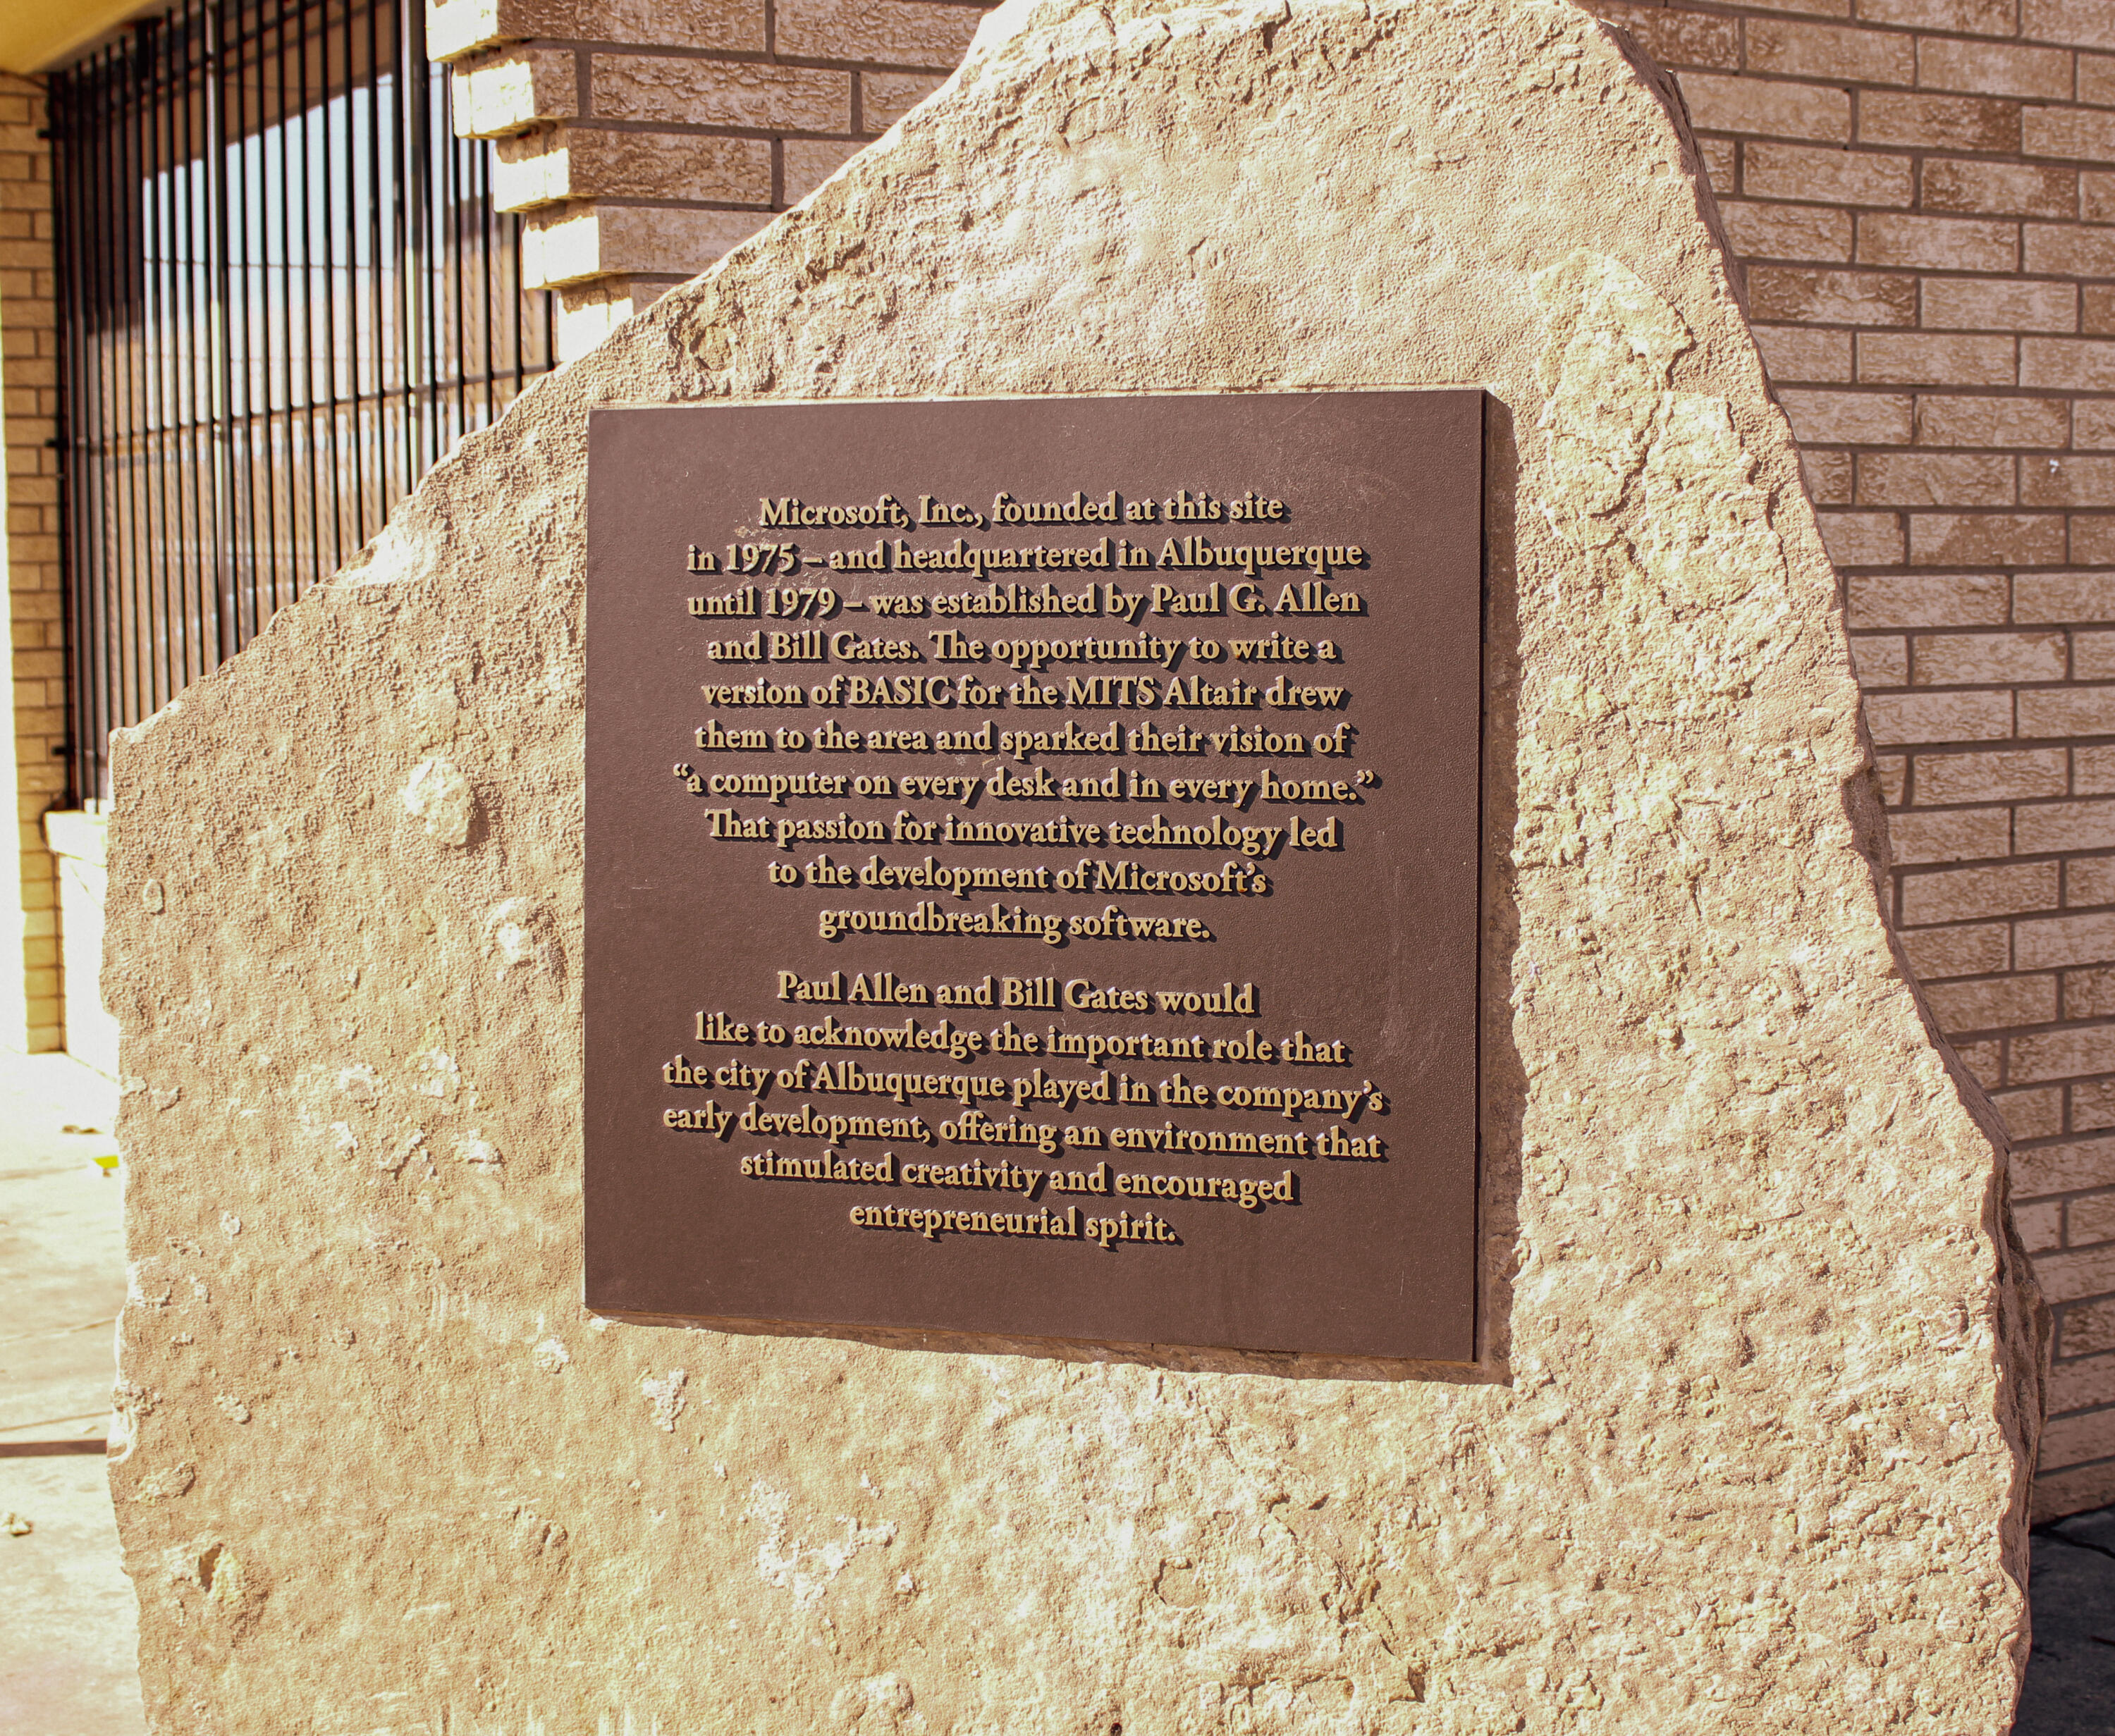 Microsoft, Inc., founded at this site
in 1975 – and headquartered in Albuquerque
until 1979 – was established by Paul G. Allen
and Bill Gates. The opportunity to write a
version of BASIC for the MITS Altair drew
them to the area and sparked their vision of
“a computer on every desk and in every home.”
That passion for innovative technology led
to the development of Microsoft’s
groundbreaking software.
Paul Allen and Bill Gates would
like to acknowledge the important role that
the city of Albuquerque played in the company’s
early development, offering an environment that
stimulated creativity and encouraged
entrepreneurial spirit.